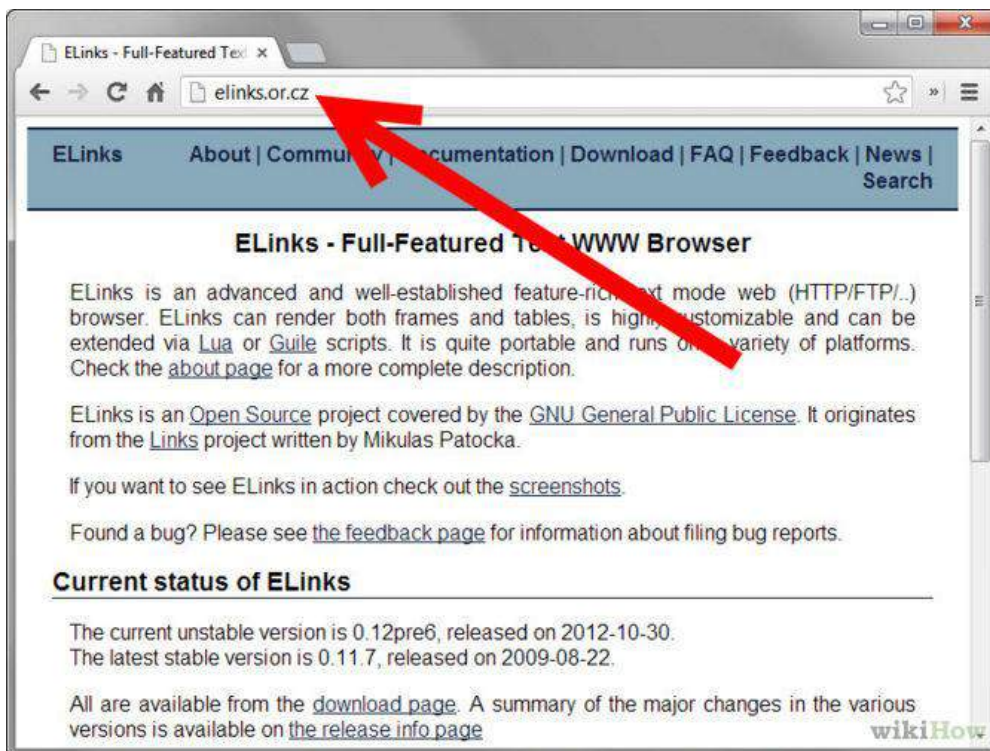 ELinks - Full-Featured Tex
elinks.or.cz
ELinks About | Community | Documentation | Download | FAQ | Feedback | News |
Search
ELinks - Full-Featured Text WWW Browser
ELinks is an advanced and well-established feature-rich text mode web (HTTP/FTP/..)
browser. ELinks can render both frames and tables, is highly customizable and can be
extended via Lua or Guile scripts. It is quite portable and runs on a variety of platforms.
Check the about page for a more complete description.
ELinks is an Open Source project covered by the GNU General Public License. It originates
from the Links project written by Mikulas Patocka.
If you want to see ELinks in action check out the screenshots.
Found a bug? Please see the feedback page for information about filing bug reports.
Current status of ELinks
The current unstable version is 0.12pre6, released on 2012-10-30.
The latest stable version is 0.11.7, released on 2009-08-22.
All are available from the download page. A summary of the major changes in the various
versions is available on the release info page
wikiHow